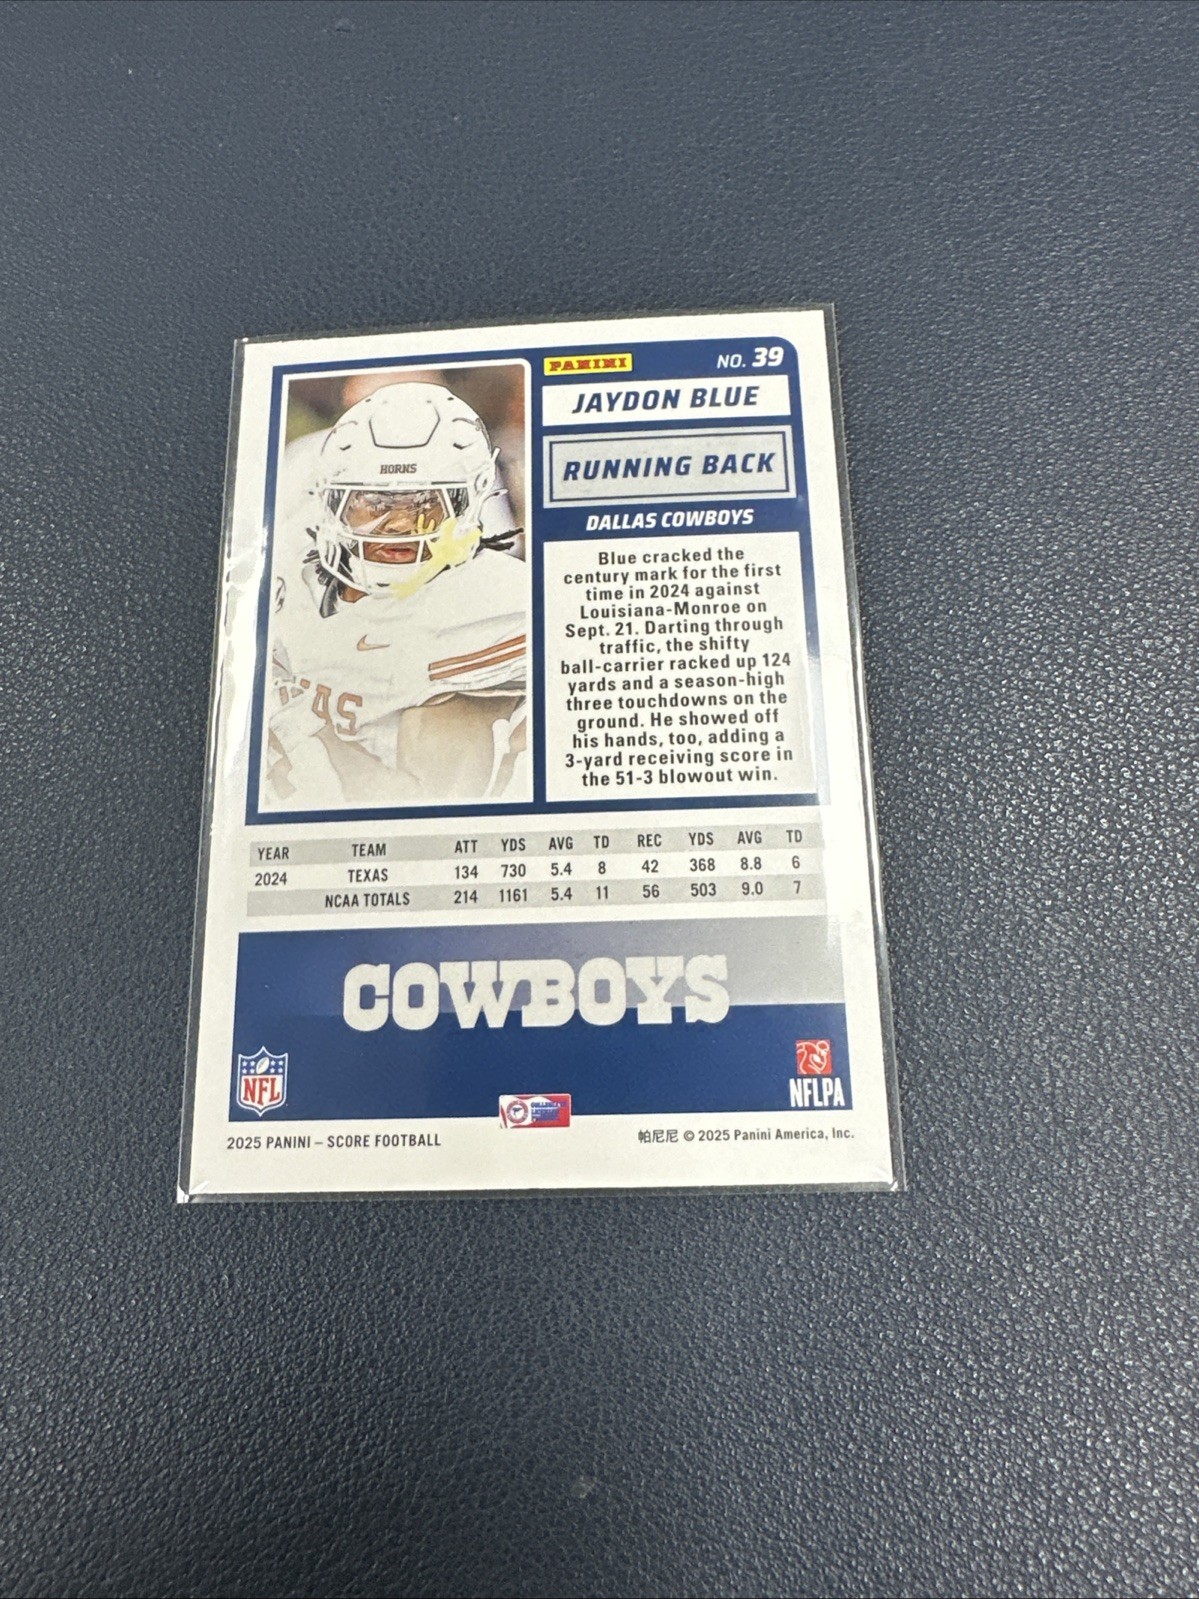 PANINI
NO. 39
JAYDON BLUE
RUNNING BACK
DALLAS COWBOYS
HORNS
Blue cracked the
century mark for the first
time in 2024 against
Louisiana-Monroe on
Sept. 21. Darting through
traffic, the shifty
ball-carrier racked up 124
yards and a season-high
three touchdowns on the
ground. He showed off
his hands, too, adding a
3-yard receiving score in
the 51-3 blowout win.
YEAR TEAM ATT YDS AVG TD REC YDS AVG TD
2024 TEXAS 134 730 5.4 8 42 368 8.8 6
NCAA TOTALS 214 1161 5.4 11 56 503 9.0 7
COWBOYS
NFL
NFLPA
2025 PANINI – SCORE FOOTBALL
帕尼尼 © 2025 Panini America, Inc.